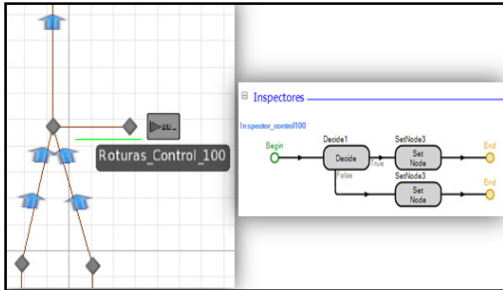 Roturas_Control_100
Inspectores
Inspector_control100
Begin
Decide1
Decide
True
False
SetNode3
Set
Node
End
SetNode3
Set
Node
End